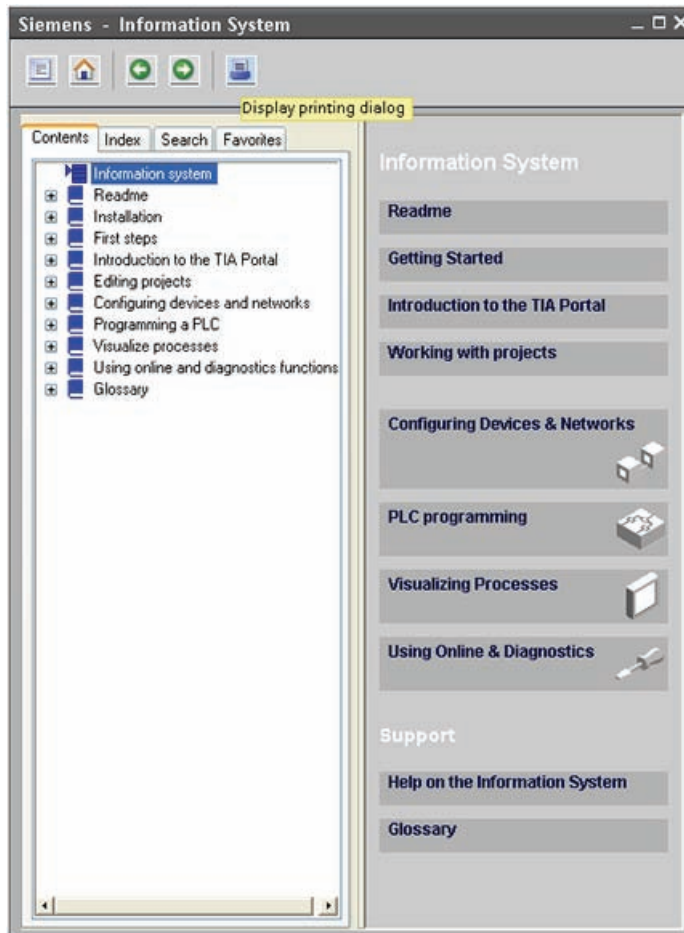 Siemens - Information System
Display printing dialog
Contents Index Search Favorites
Information system
Readme
Installation
First steps
Introduction to the TIA Portal
Editing projects
Configuring devices and networks
Programming a PLC
Visualize processes
Using online and diagnostics functions
Glossary
Information System
Readme
Getting Started
Introduction to the TIA Portal
Working with projects
Configuring Devices & Networks
PLC programming
Visualizing Processes
Using Online & Diagnostics
Support
Help on the Information System
Glossary